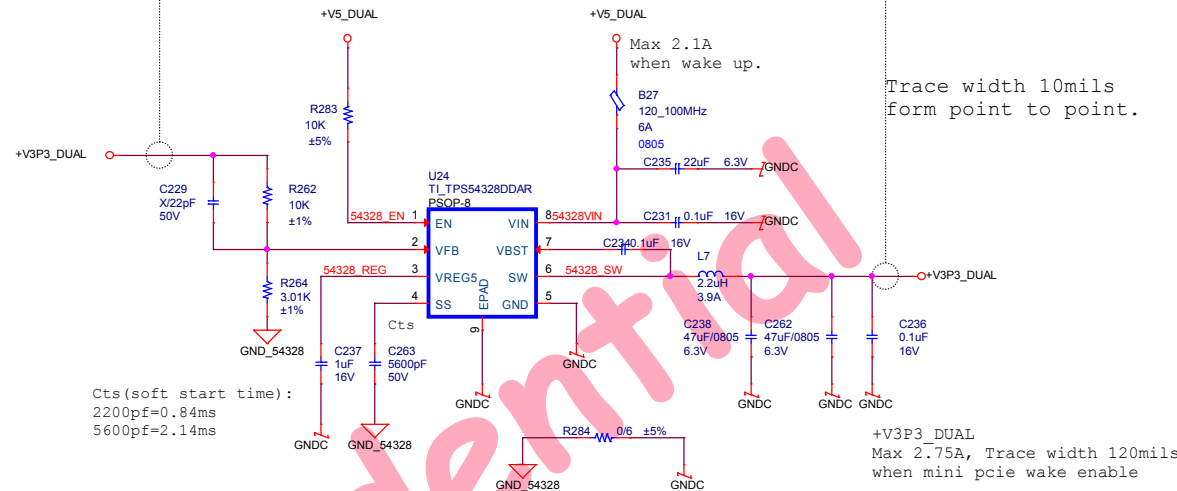 +V5_DUAL
+V5_DUAL
Max 2.1A
when wake up.
Trace width 10mils
form point to point.
B27
120_100MHz
6A
0805
R283
10K
±5%
+V3P3_DUAL
C235 22uF 6.3V GNDC
U24
TI_TPS54328DDAR
PSOP-8
C229
X/22pF
50V
R262
10K
±1%
54328_EN 1 EN VIN 8 54328VIN C231 0.1uF 16V GNDC
2 VFB VBST 7 C234 0.1uF 16V
L7
54328_REG 3 VREG5 SW 6 54328_SW 2.2uH +V3P3_DUAL
3.9A
R264
3.01K
±1%
4 SS EPAD GND 5
Cts
9
GND_54328
C237
1uF
16V
C263
5600pF
50V
GNDC
C238
47uF/0805
6.3V
C262
47uF/0805
6.3V
C236
0.1uF
16V
Cts(soft start time):
2200pf=0.84ms
5600pf=2.14ms
GNDC GND_54328 GNDC GNDC GNDC GNDC
R284 0/6 ±5%
GND_54328 GNDC
+V3P3_DUAL
Max 2.75A, Trace width 120mils
when mini pcie wake enable
dential